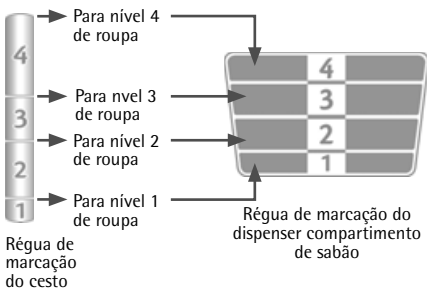 Para nível 4
de roupa
Para nvel 3
de roupa
Para nível 2
de roupa
Para nível 1
de roupa
4
3
2
1
Régua de
marcação
do cesto
4
3
2
1
Régua de marcação do
dispenser compartimento
de sabão